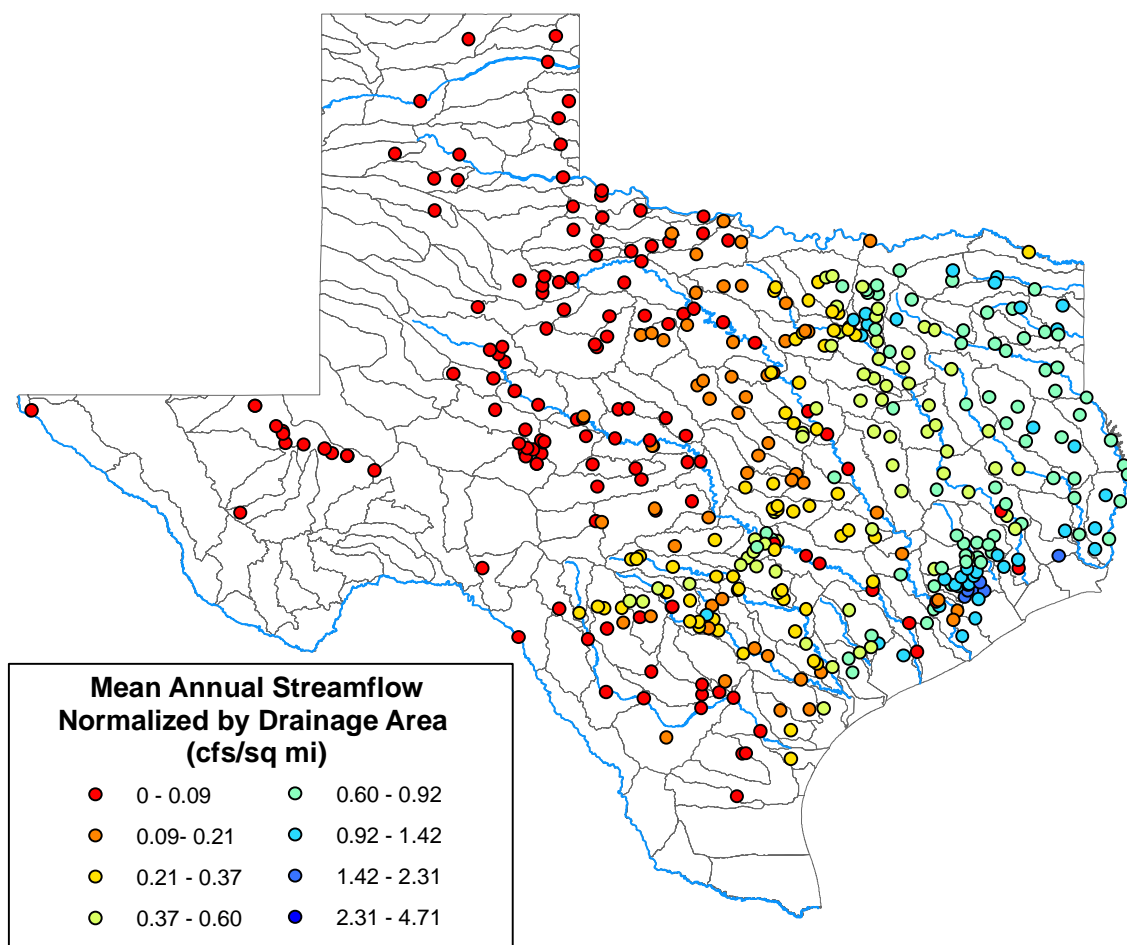 Mean Annual Streamflow
Normalized by Drainage Area
(cfs/sq mi)
0 - 0.09
0.09- 0.21
0.21 - 0.37
0.37 - 0.60
0.60 - 0.92
0.92 - 1.42
1.42 - 2.31
2.31 - 4.71